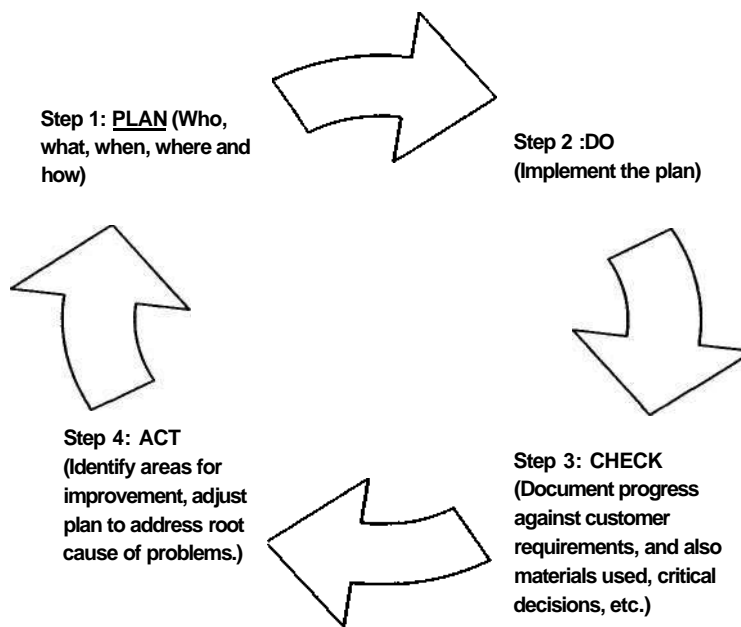 Step 1: PLAN (Who,
what, when, where and
how)
Step 2 :DO
(Implement the plan)
Step 3: CHECK
(Document progress
against customer
requirements, and also
materials used, critical
decisions, etc.)
Step 4: ACT
(Identify areas for
improvement, adjust
plan to address root
cause of problems.)